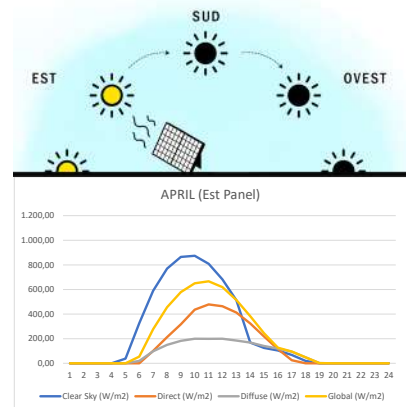 SUD
EST
OVEST
APRIL (Est Panel)
1.200,00
1.000,00
800,00
600,00
400,00
200,00
0,00
1 2 3 4 5 6 7 8 9 10 11 12 13 14 15 16 17 18 19 20 21 22 23 24
Clear Sky (W/m2) Direct (W/m2) Diffuse (W/m2) Global (W/m2)